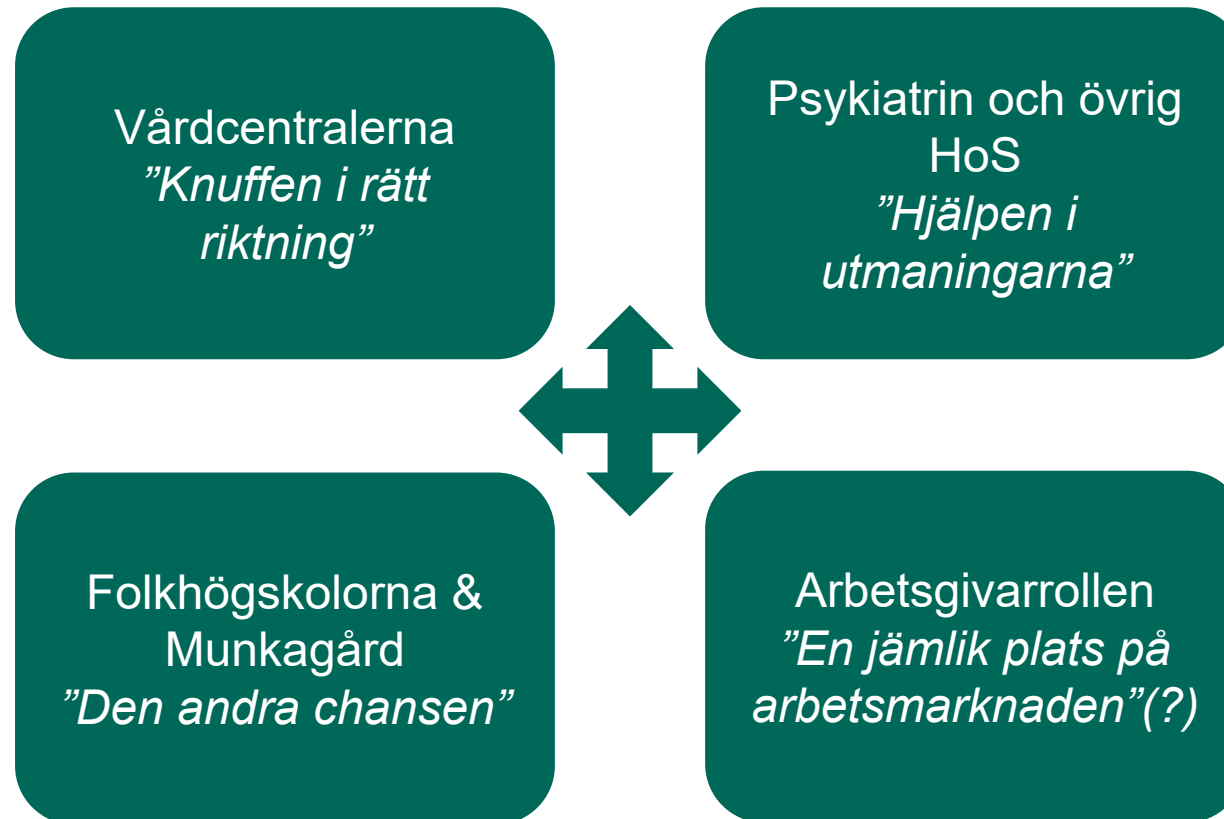 Vårdcentralerna
”Knuffen i rätt
riktning”
Psykiatrin och övrig
HoS
”Hjälpen i
utmaningarna”
Folkhögskolorna &
Munkagård
”Den andra chansen”
Arbetsgivarrollen
”En jämlik plats på
arbetsmarknaden”(?)